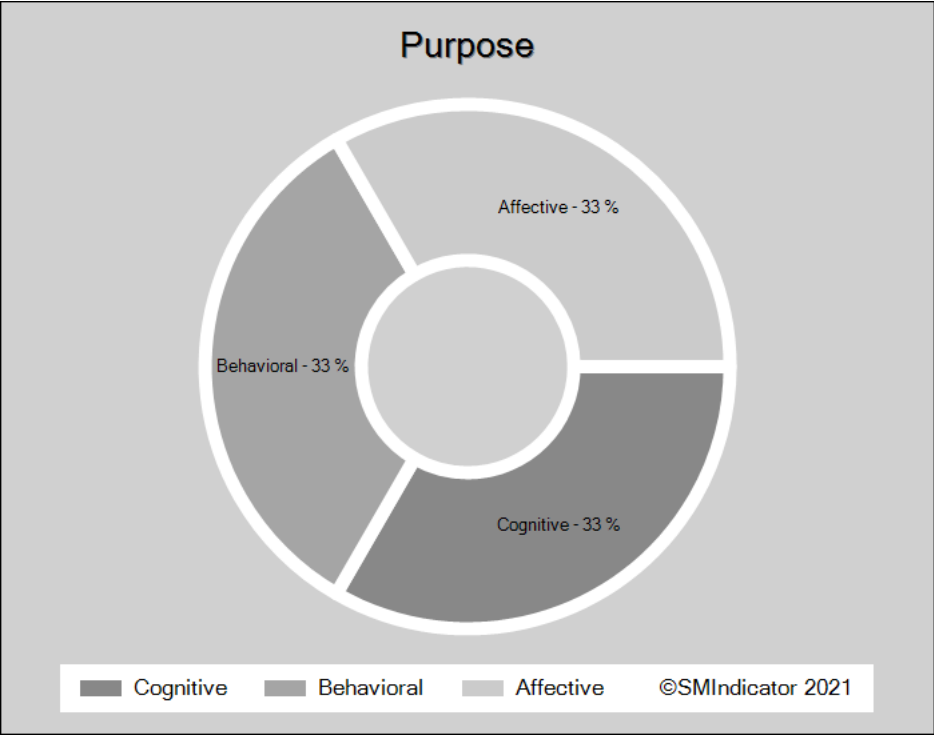 Purpose
Affective - 33 %
Behavioral - 33 %
Cognitive - 33 %
Cognitive Behavioral Affective ©SMIndicator 2021